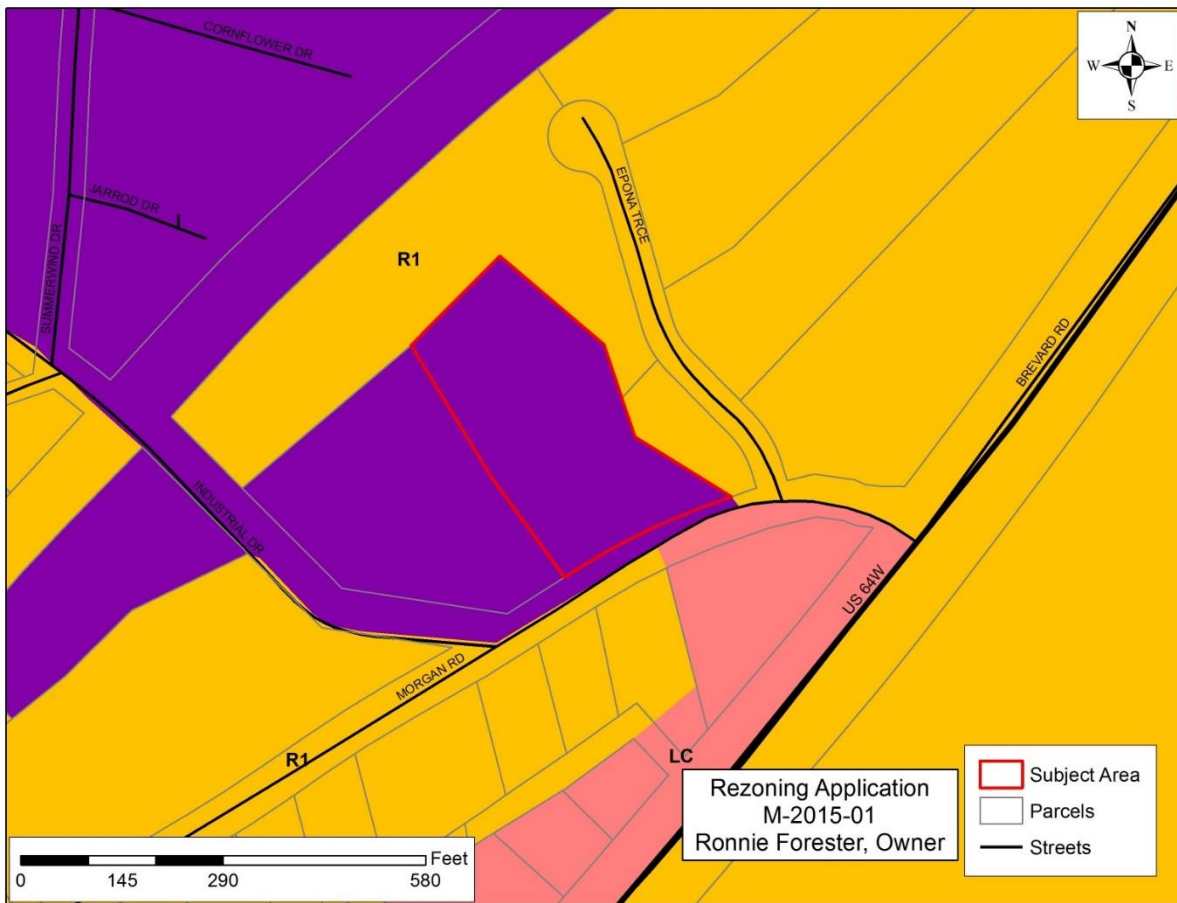 CORNFLOWER DR
N
W E
S
JARROD DR
SUMMERWIND DR
EPONA TRCE
R1
BREVARD RD
INDUSTRIAL DR
US 64W
MORGAN RD
R1
LC
Rezoning Application
M-2015-01
Ronnie Forester, Owner
Subject Area
Parcels
Streets
Feet
0 145 290 580